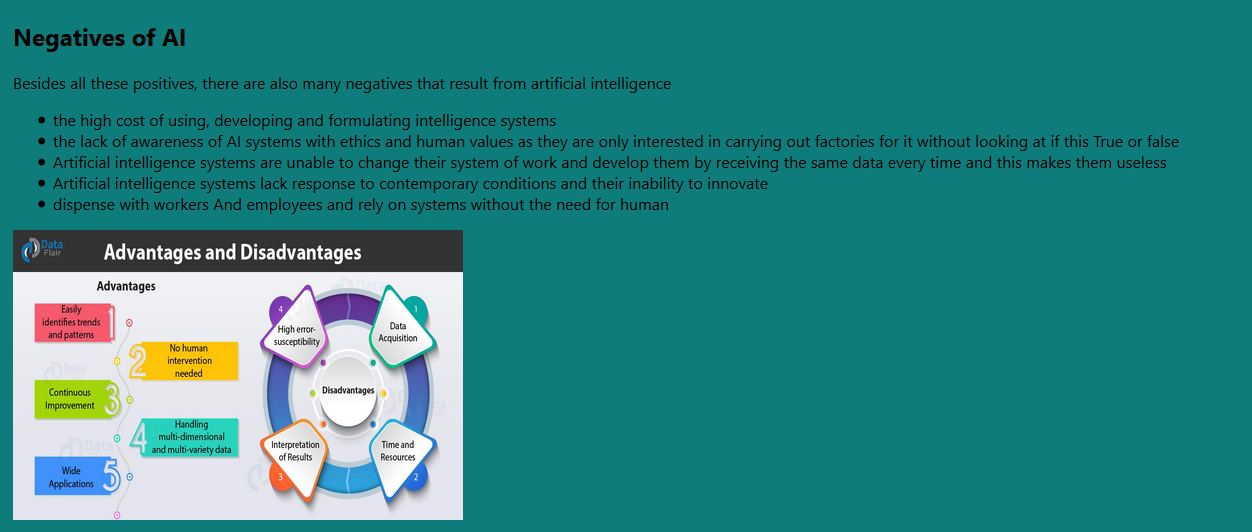 Negatives of AI
Besides all these positives, there are also many negatives that result from artificial intelligence
the high cost of using, developing and formulating intelligence systems
the lack of awareness of AI systems with ethics and human values as they are only interested in carrying out factories for it without looking at if this True or false
Artificial intelligence systems are unable to change their system of work and develop them by receiving the same data every time and this makes them useless
Artificial intelligence systems lack response to contemporary conditions and their inability to innovate
dispense with workers And employees and rely on systems without the need for human
Data
Flair
Advantages and Disadvantages
Advantages
1
Easily
identifies trends
and patterns
2
No human
intervention
needed
3
Continuous
Improvement
4
Handling
multi-dimensional
and multi-variety data
5
Wide
Applications
Disadvantages
1
Data
Acquisition
2
Time and
Resources
3
Interpretation
of Results
4
High error-
susceptibility